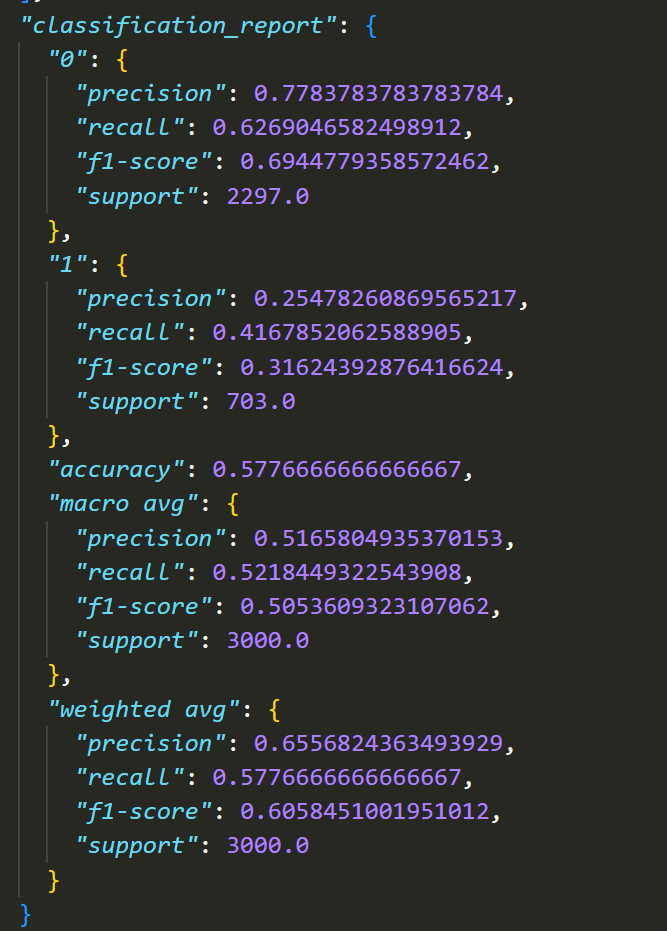 ],
"classification_report": {
"0": {
"precision": 0.7783783783783784,
"recall": 0.6269046582498912,
"f1-score": 0.6944779358572462,
"support": 2297.0
},
"1": {
"precision": 0.25478260869565217,
"recall": 0.4167852062588905,
"f1-score": 0.31624392876416624,
"support": 703.0
},
"accuracy": 0.5776666666666667,
"macro avg": {
"precision": 0.5165804935370153,
"recall": 0.5218449322543908,
"f1-score": 0.5053609323107062,
"support": 3000.0
},
"weighted avg": {
"precision": 0.6556824363493929,
"recall": 0.5776666666666667,
"f1-score": 0.6058451001951012,
"support": 3000.0
}
}